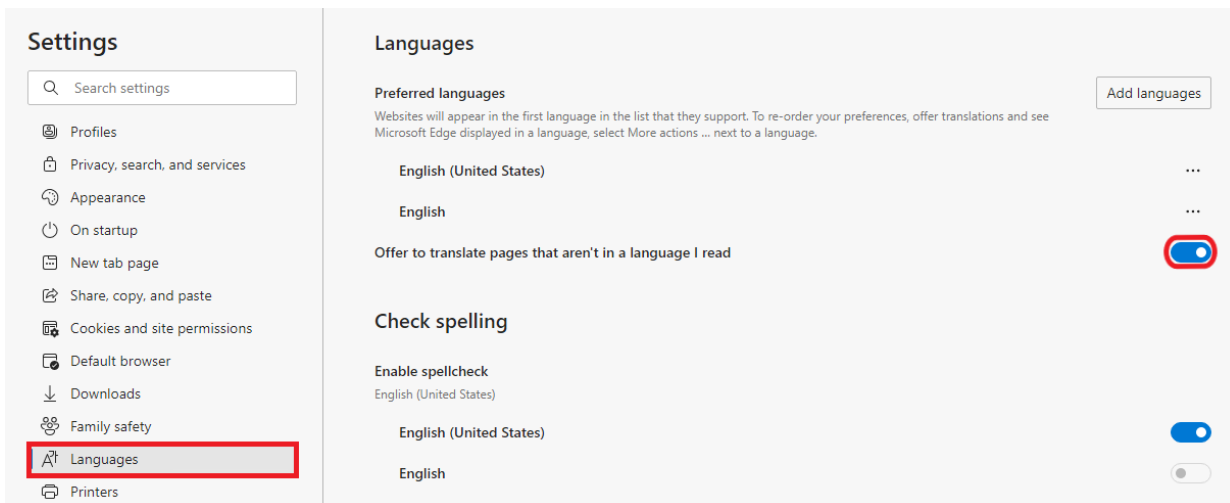 Settings
Search settings
Profiles
Privacy, search, and services
Appearance
On startup
New tab page
Share, copy, and paste
Cookies and site permissions
Default browser
Downloads
Family safety
Languages
Printers
Languages
Preferred languages
Add languages
Websites will appear in the first language in the list that they support. To re-order your preferences, offer translations and see
Microsoft Edge displayed in a language, select More actions ... next to a language.
English (United States)
English
Offer to translate pages that aren't in a language I read
Check spelling
Enable spellcheck
English (United States)
English (United States)
English